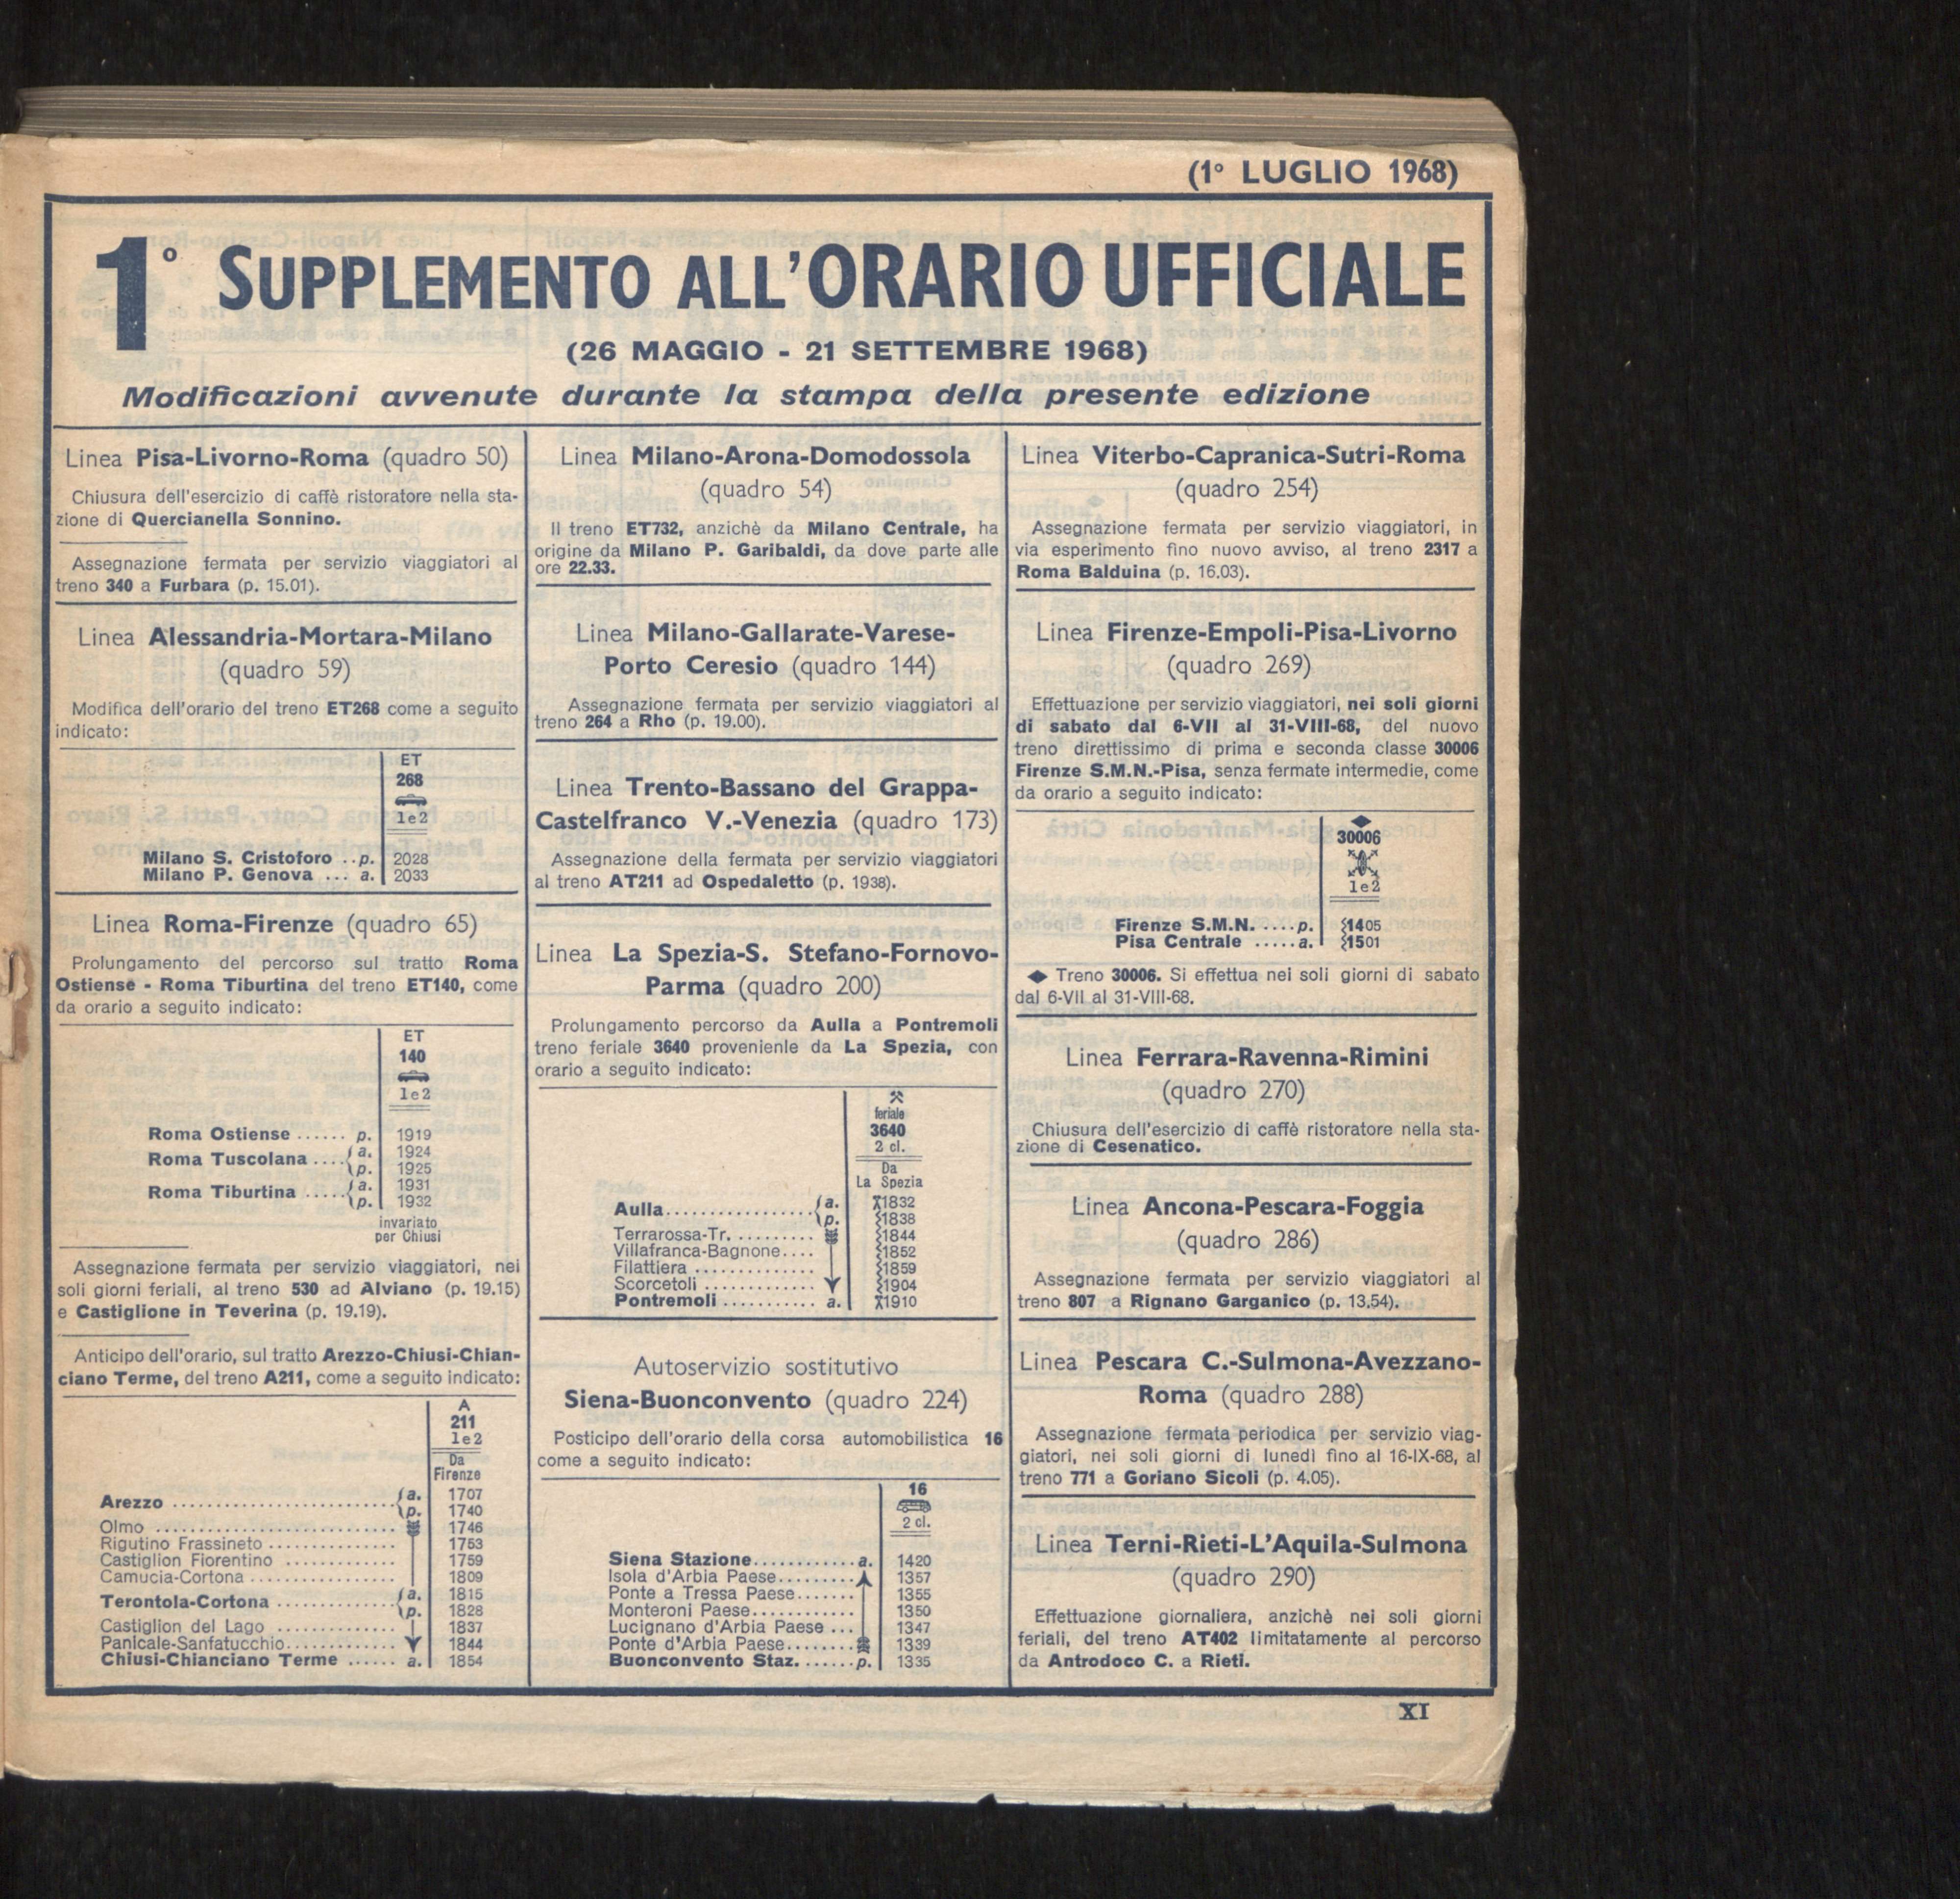 (1° LUGLIO 1968)
1° SUPPLEMENTO ALL'ORARIO UFFICIALE
(26 MAGGIO - 21 SETTEMBRE 1968)
Modificazioni avvenute durante la stampa della presente edizione
Linea Pisa-Livorno-Roma (quadro 50)
Chiusura dell'esercizio di caffè ristoratore nella sta-
zione di Quercianella Sonnino.
Assegnazione fermata per servizio viaggiatori al
treno 340 a Furbara (p. 15.01).
Linea Alessandria-Mortara-Milano
(quadro 59)
Modifica dell'orario del treno ET268 come a seguito
indicato:
ET
268
1e2
Milano S. Cristoforo .. p. 2028
Milano P. Genova ... a. 2033
Linea Roma-Firenze (quadro 65)
Prolungamento del percorso sul tratto Roma
Ostiense - Roma Tiburtina del treno ET140, come
da orario a seguito indicato:
ET
140
1e2
Roma Ostiense ...... p. 1919
Roma Tuscolana .... a. 1924
p. 1925
Roma Tiburtina ..... a. 1931
p. 1932
invariato
per Chiusi
Assegnazione fermata per servizio viaggiatori, nei
soli giorni feriali, al treno 530 ad Alviano (p. 19.15)
e Castiglione in Teverina (p. 19.19).
Anticipo dell'orario, sul tratto Arezzo-Chiusi-Chian-
ciano Terme, del treno A211, come a seguito indicato:
A
211
1e2
Da
Firenze
Arezzo ........................ a. 1707
p. 1740
Olmo ........................ 1746
Rigutino Frassineto ............... 1753
Castiglion Fiorentino ............. 1759
Camucia-Cortona ................. 1809
Terontola-Cortona ............. a. 1815
p. 1828
Castiglion del Lago .............. 1837
Panicale-Sanfatucchio............ 1844
Chiusi-Chianciano Terme ...... a. 1854
Linea Milano-Arona-Domodossola
(quadro 54)
Il treno ET732, anzichè da Milano Centrale, ha
origine da Milano P. Garibaldi, da dove parte alle
ore 22.33.
Linea Milano-Gallarate-Varese-
Porto Ceresio (quadro 144)
Assegnazione fermata per servizio viaggiatori al
treno 264 a Rho (p. 19.00).
Linea Trento-Bassano del Grappa-
Castelfranco V.-Venezia (quadro 173)
Assegnazione della fermata per servizio viaggiatori
al treno AT211 ad Ospedaletto (p. 1938).
Linea La Spezia-S. Stefano-Fornovo-
Parma (quadro 200)
Prolungamento percorso da Aulla a Pontremoli
treno feriale 3640 provenienle da La Spezia, con
orario a seguito indicato:
feriale
3640
2 cl.
Da
La Spezia
Aulla................. a. 1832
p. 1838
Terrarossa-Tr. ......... 1844
Villafranca-Bagnone.... 1852
Filattiera .............. 1859
Scorcetoli ............. 1904
Pontremoli ........... a. 1910
Autoservizio sostitutivo
Siena-Buonconvento (quadro 224)
Posticipo dell'orario della corsa automobilistica 16
come a seguito indicato:
16
2 cl.
Siena Stazione............ a. 1420
Isola d'Arbia Paese......... 1357
Ponte a Tressa Paese....... 1355
Monteroni Paese............ 1350
Lucignano d'Arbia Paese ... 1347
Ponte d'Arbia Paese........ 1339
Buonconvento Staz. ...... p. 1335
Linea Viterbo-Capranica-Sutri-Roma
(quadro 254)
Assegnazione fermata per servizio viaggiatori, in
via esperimento fino nuovo avviso, al treno 2317 a
Roma Balduina (p. 16.03).
Linea Firenze-Empoli-Pisa-Livorno
(quadro 269)
Effettuazione per servizio viaggiatori, nei soli giorni
di sabato dal 6-VII al 31-VIII-68, del nuovo
treno direttissimo di prima e seconda classe 30006
Firenze S.M.N.-Pisa, senza fermate intermedie, come
da orario a seguito indicato:
◆
30006
1e2
Firenze S.M.N. .... p. 1405
Pisa Centrale ..... a. 1501
◆ Treno 30006. Si effettua nei soli giorni di sabato
dal 6-VII al 31-VIII-68.
Linea Ferrara-Ravenna-Rimini
(quadro 270)
Chiusura dell'esercizio di caffè ristoratore nella sta-
zione di Cesenatico.
Linea Ancona-Pescara-Foggia
(quadro 286)
Assegnazione fermata per servizio viaggiatori al
treno 807 a Rignano Garganico (p. 13.54).
Linea Pescara C.-Sulmona-Avezzano-
Roma (quadro 288)
Assegnazione fermata periodica per servizio viag-
giatori, nei soli giorni di lunedì fino al 16-IX-68, al
treno 771 a Goriano Sicoli (p. 4.05).
Linea Terni-Rieti-L'Aquila-Sulmona
(quadro 290)
Effettuazione giornaliera, anzichè nei soli giorni
feriali, del treno AT402 limitatamente al percorso
da Antrodoco C. a Rieti.
XI